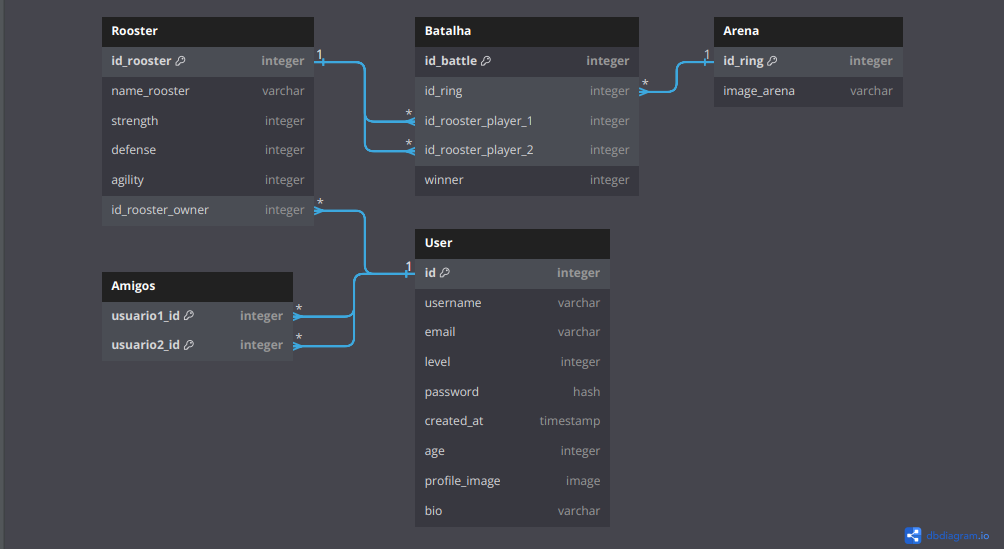 Rooster
id_rooster integer
name_rooster varchar
strength integer
defense integer
agility integer
id_rooster_owner integer
1
*
Batalha
id_battle integer
id_ring integer
id_rooster_player_1 integer
id_rooster_player_2 integer
winner integer
*
*
*
Arena
id_ring integer
image_arena varchar
1
Amigos
usuario1_id integer
usuario2_id integer
*
*
User
id integer
username varchar
email varchar
level integer
password hash
created_at timestamp
age integer
profile_image image
bio varchar
1
dbdiagram.io